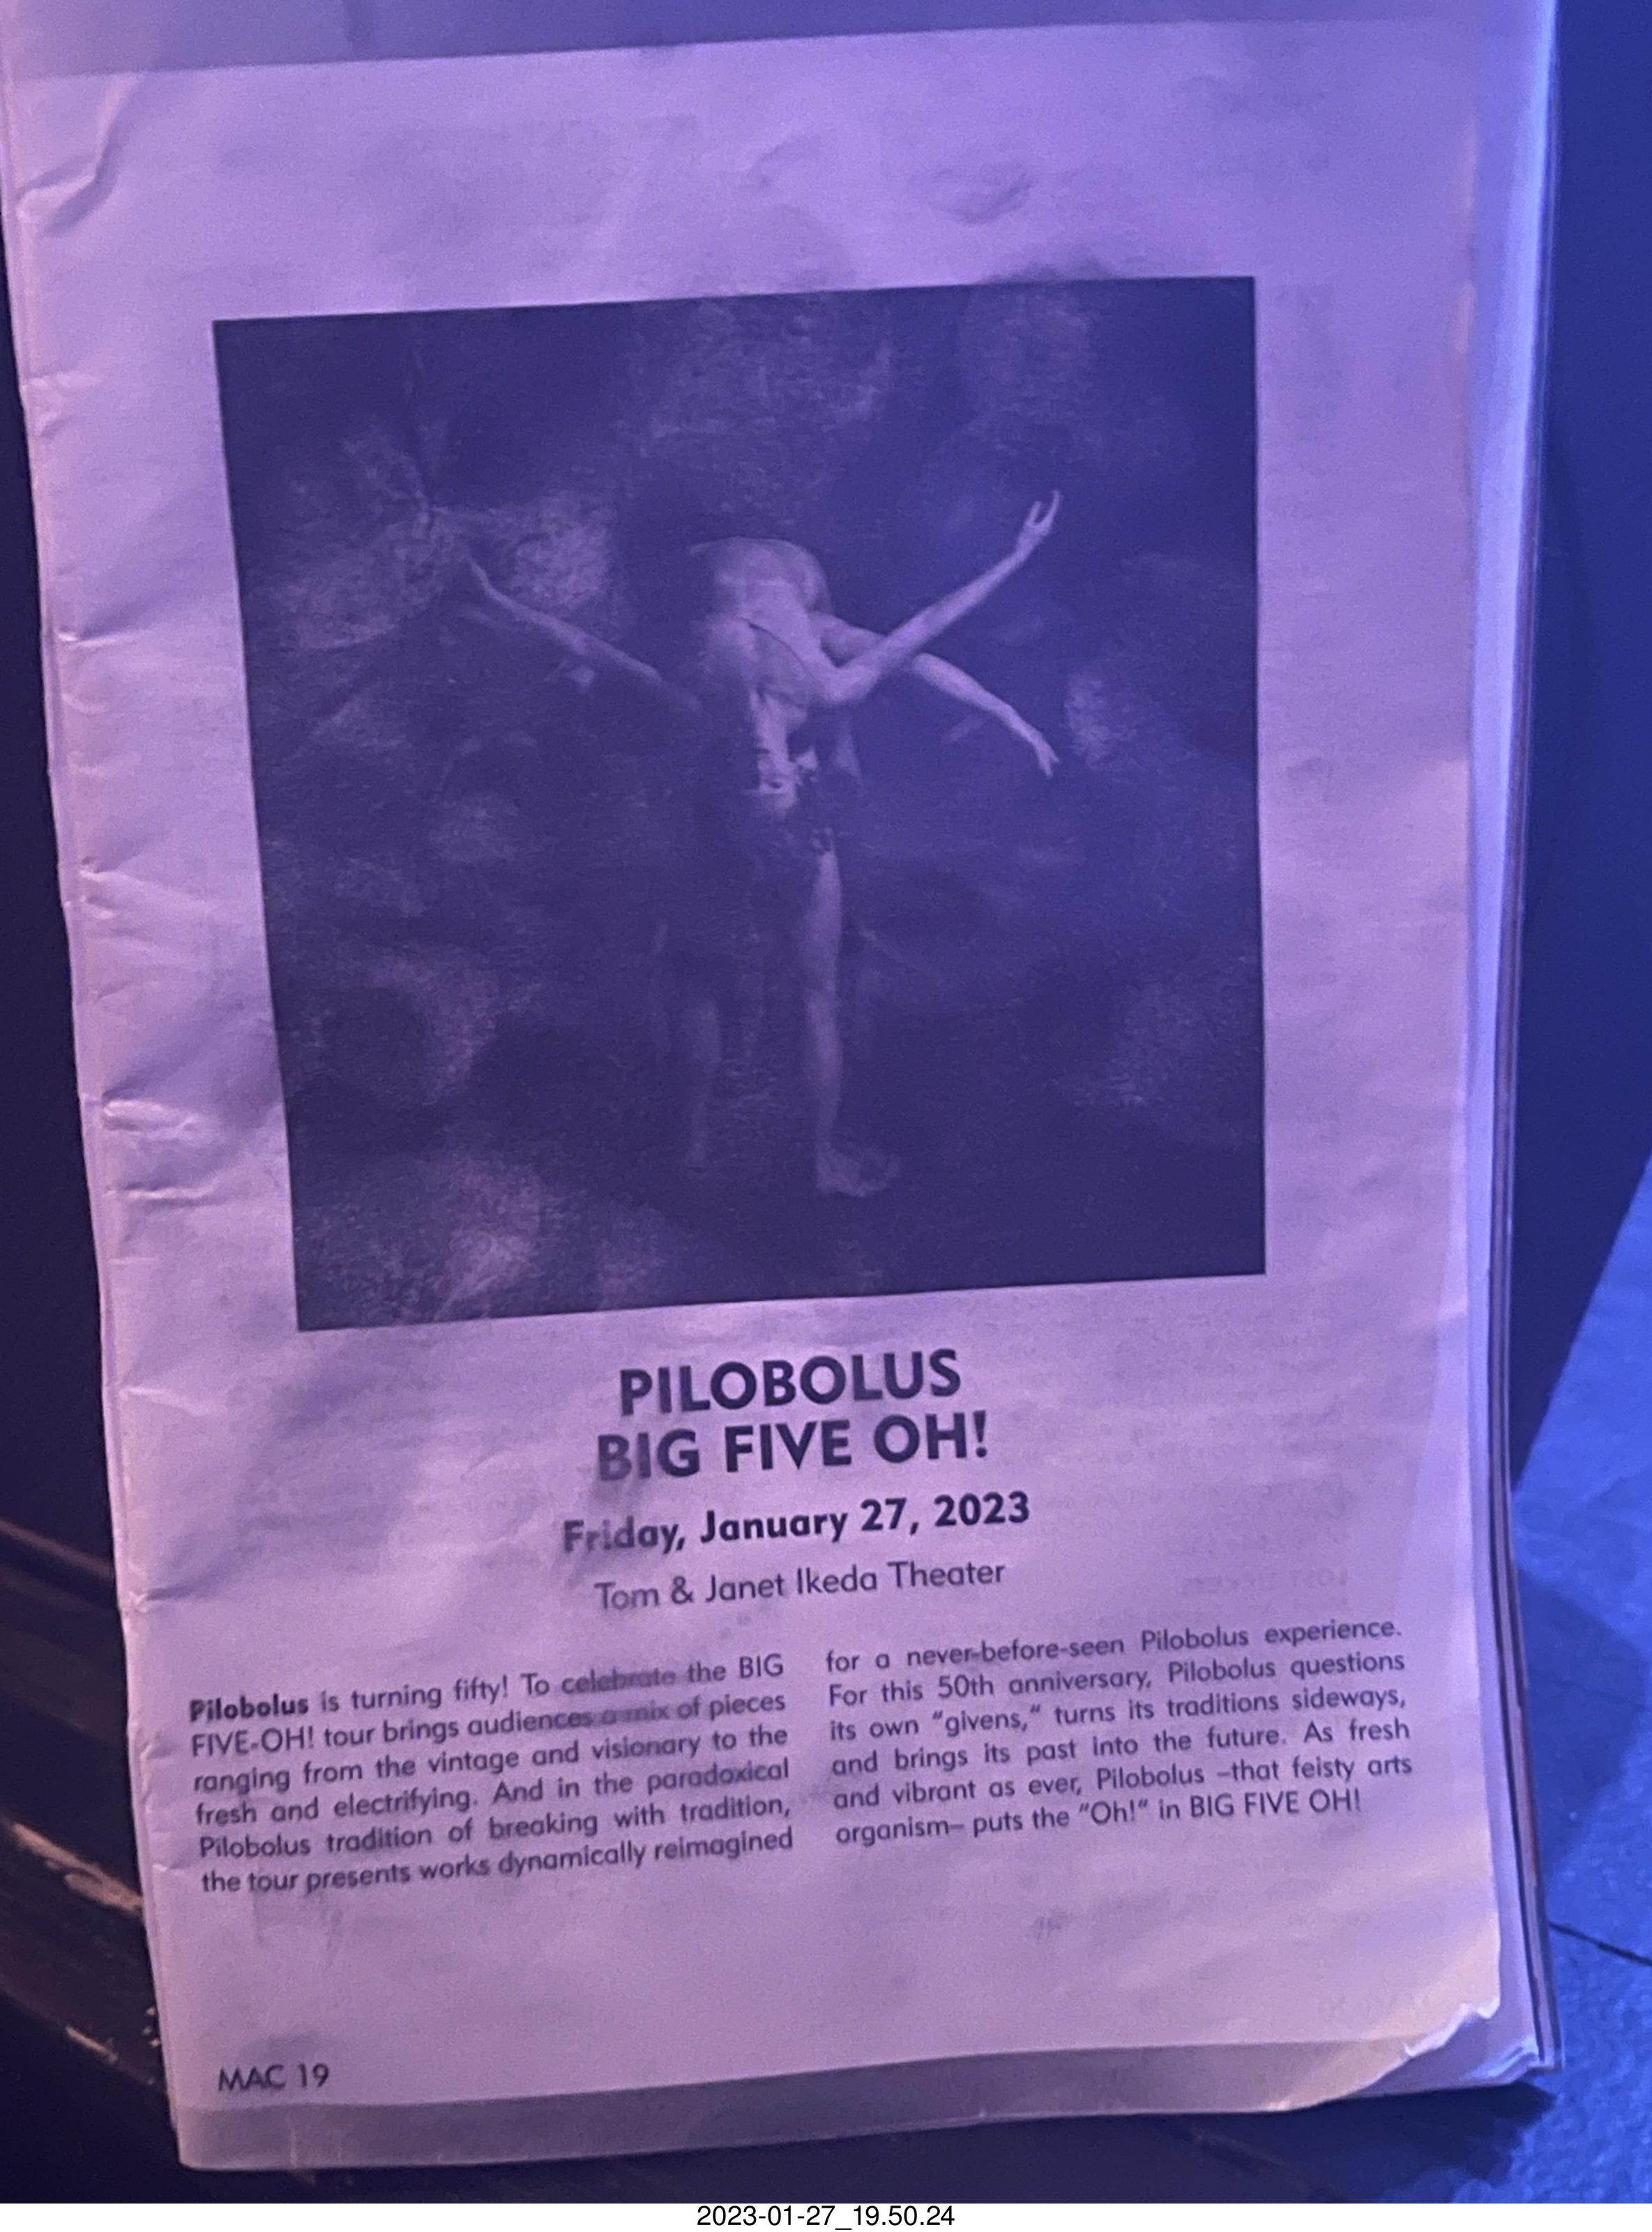 PILOBOLUS
BIG FIVE OH!
Friday, January 27, 2023
Tom & Janet Ikeda Theater
Pilobolus is turning fifty! To celebrate the BIG
FIVE-OH! tour brings audiences a mix of pieces
ranging from the vintage and visionary to the
fresh and electrifying. And in the paradoxical
Pilobolus tradition of breaking with tradition,
the tour presents works dynamically reimagined
for a never-before-seen Pilobolus experience.
For this 50th anniversary, Pilobolus questions
its own "givens," turns its traditions sideways,
and brings its past into the future. As fresh
and vibrant as ever, Pilobolus –that feisty arts
organism– puts the "Oh!" in BIG FIVE OH!
MAC 19
2023-01-27_19.50.24